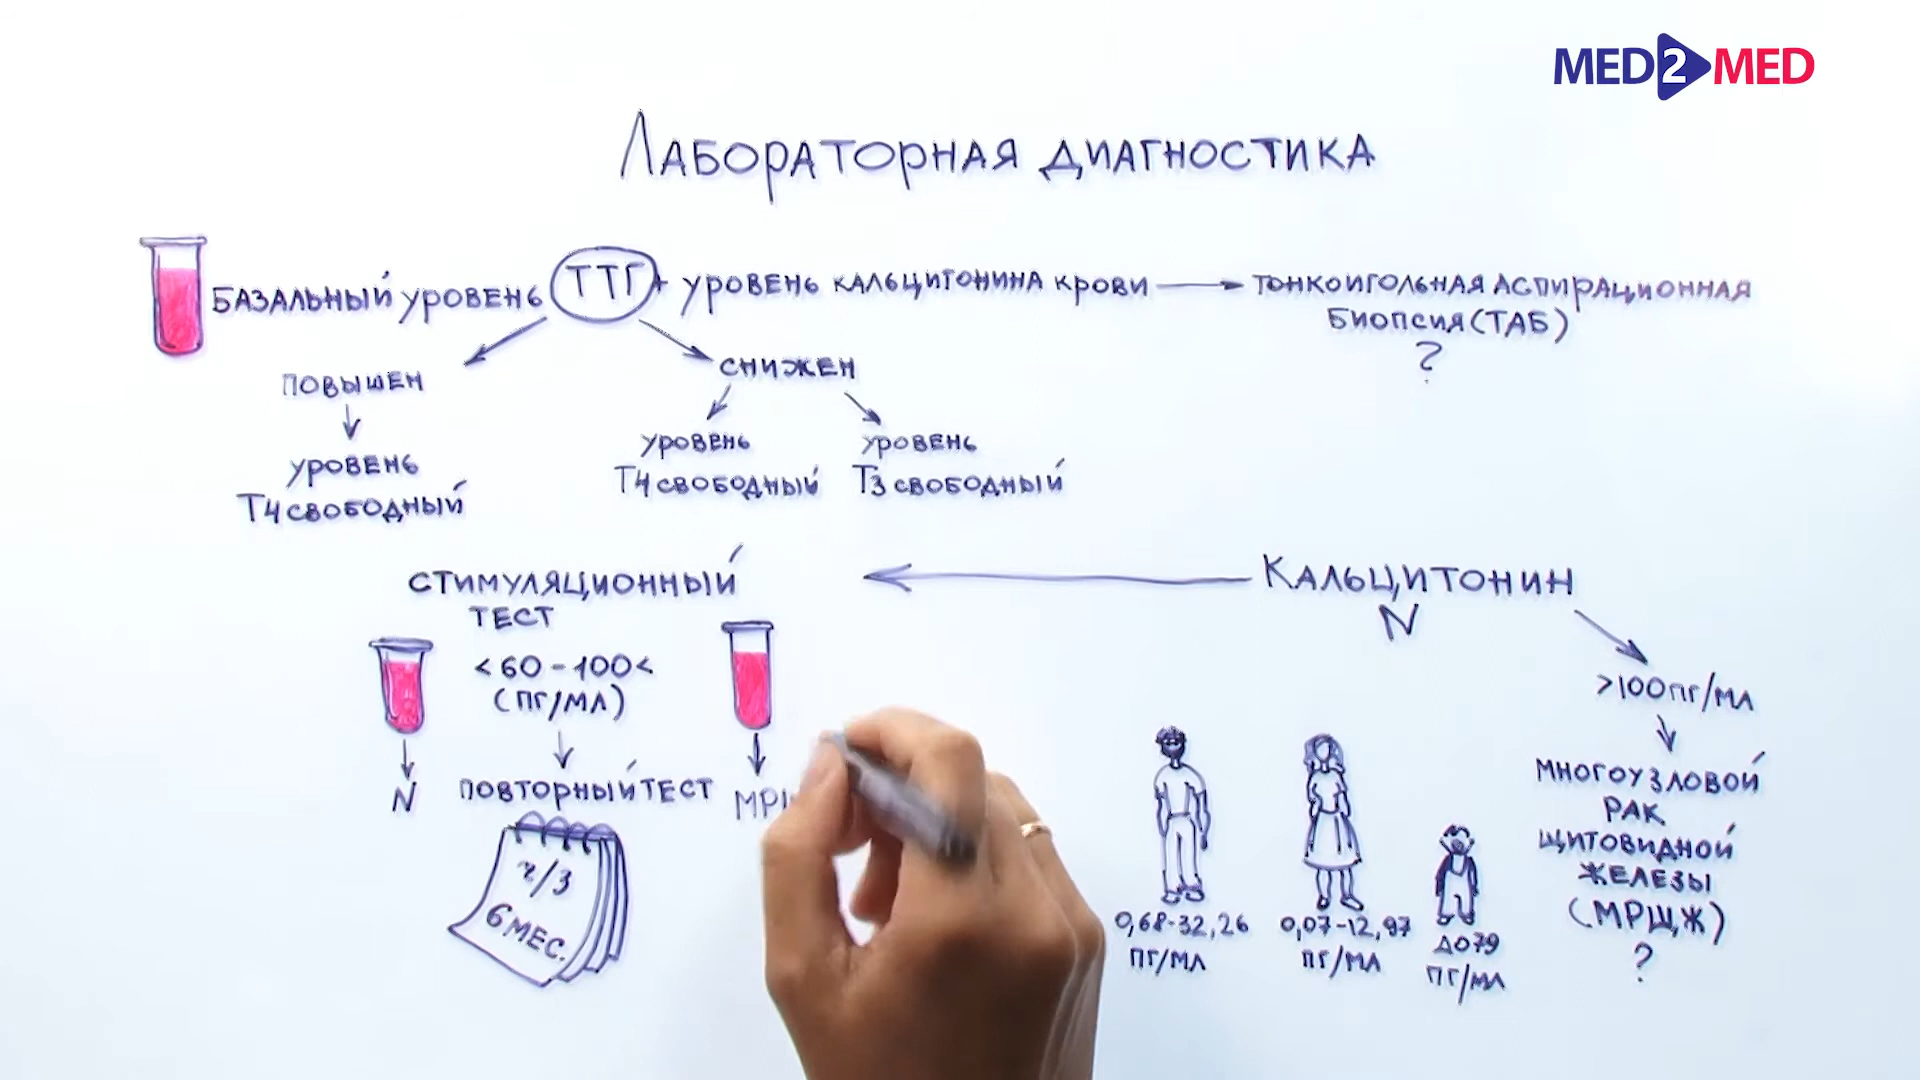 MED2MED
Лабораторная диагностика
Базальный уровень ТТГ + уровень кальцитонина крови
тонкоигольная аспирационная
биопсия (ТАБ)
?
повышен
уровень
Т4 свободный
снижен
уровень
Т4 свободный
уровень
Т3 свободный
стимуляционный
тест
< 60 - 100 <
(пг/мл)
N
повторный тест
ч/з
6 мес.
Кальцитонин
N
>100 пг/мл
многоузловой
рак
щитовидной
железы
(МРЩЖ)
?
0,68-32,26
пг/мл
0,07-12,97
пг/мл
до 79
пг/мл